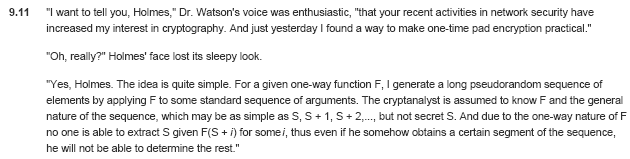 9.11 "I want to tell you, Holmes," Dr. Watson's voice was enthusiastic, "that your recent activities in network security have
increased my interest in cryptography. And just yesterday I found a way to make one-time pad encryption practical."
"Oh, really?" Holmes' face lost its sleepy look.
"Yes, Holmes. The idea is quite simple. For a given one-way function F, I generate a long pseudorandom sequence of
elements by applying F to some standard sequence of arguments. The cryptanalyst is assumed to know F and the general
nature of the sequence, which may be as simple as S, S + 1, S + 2,..., but not secret S. And due to the one-way nature of F
no one is able to extract S given F(S + i) for some i, thus even if he somehow obtains a certain segment of the sequence,
he will not be able to determine the rest."